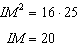 IM² = 16 · 25
IM = 20